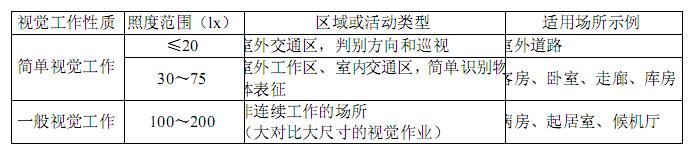 视觉工作性质 照度范围（lx） 区域或活动类型 适用场所示例
简单视觉工作 ≤20 室外交通区，判别方向和巡视 室外道路
30～75 室外工作区、室内交通区，简单识别物
体表征 客房、卧室、走廊、库房
一般视觉工作 100～200 非连续工作的场所
（大对比大尺寸的视觉作业） 病房、起居室、候机厅